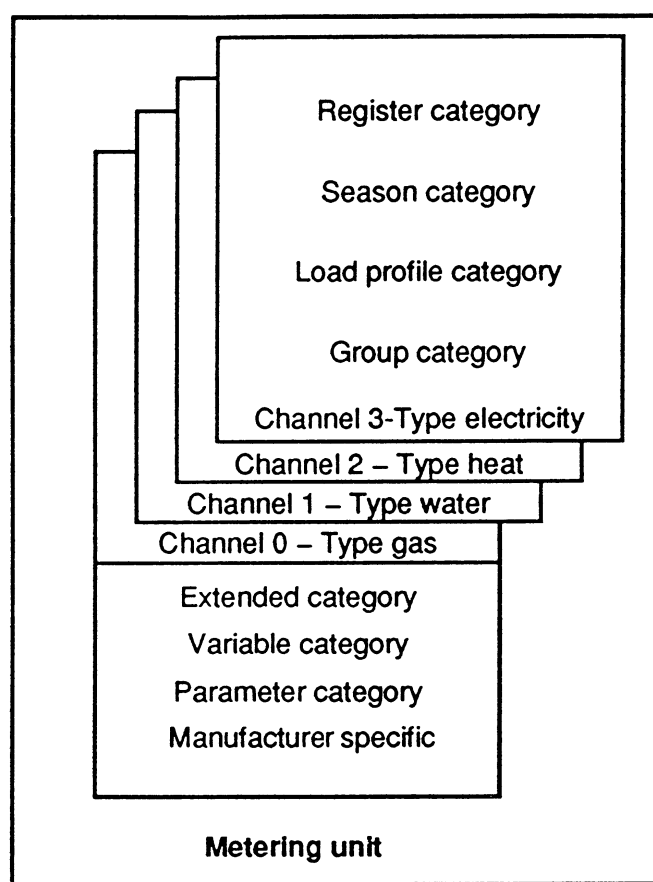 Register category
Season category
Load profile category
Group category
Channel 3-Type electricity
Channel 2 – Type heat
Channel 1 – Type water
Channel 0 – Type gas
Extended category
Variable category
Parameter category
Manufacturer specific
Metering unit